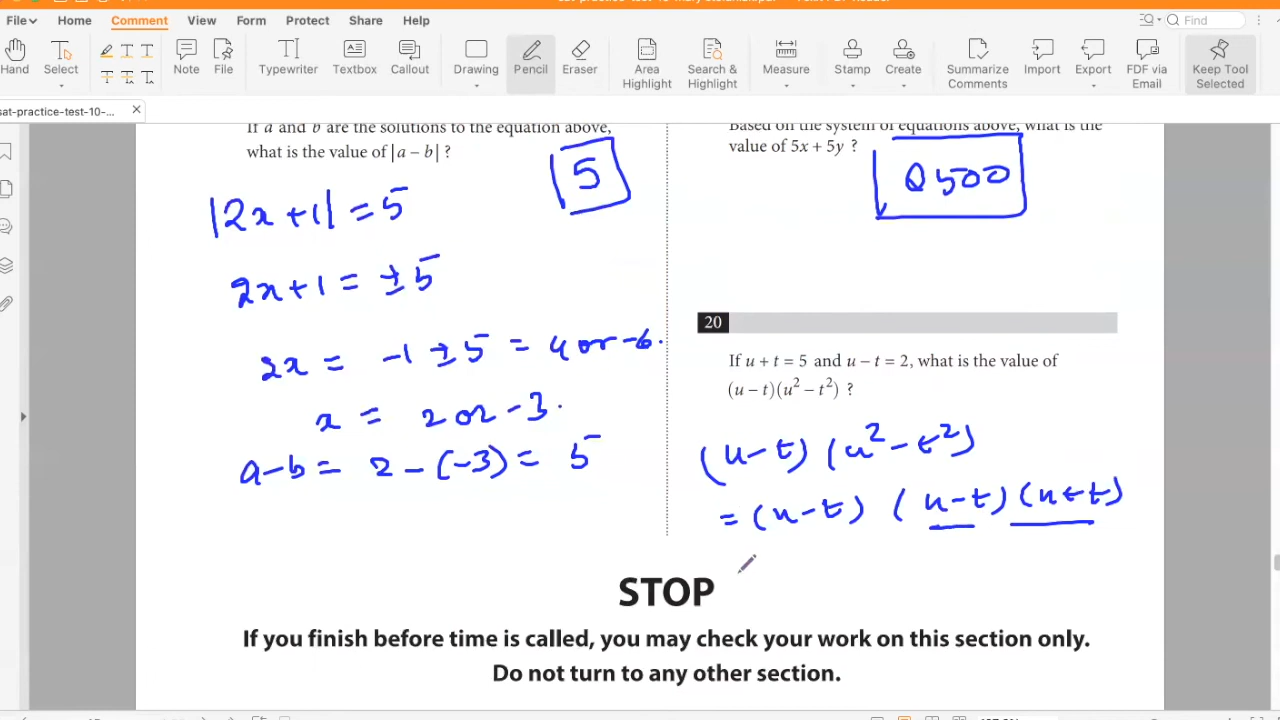 File Home Comment View Form Protect Share Help Find
Hand Select Note File Typewriter Textbox Callout Drawing Pencil Eraser Area Highlight Search & Highlight Measure Stamp Create Summarize Comments Import Export FDF via Email Keep Tool Selected
sat-practice-test-10-...
If a and b are the solutions to the equation above,
what is the value of |a – b| ?
5
|2x+1| = 5
2x+1 = ±5
2x = -1 ±5 = 4 or -6.
x = 2 or -3.
a-b = 2-(-3) = 5
Based on the system of equations above, what is the
value of 5x + 5y ?
2500
20
If u + t = 5 and u – t = 2, what is the value of
(u – t)(u² – t²) ?
(u-t) (u²-t²)
= (u-t) (u-t) (u+t)
STOP
If you finish before time is called, you may check your work on this section only.
Do not turn to any other section.